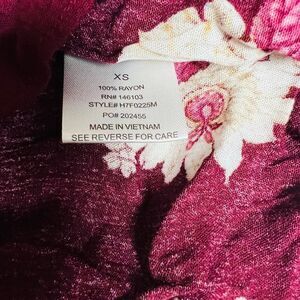 XS
100% RAYON
RN# 146103
STYLE# H7F0225M
PO# 202455
MADE IN VIETNAM
SEE REVERSE FOR CARE